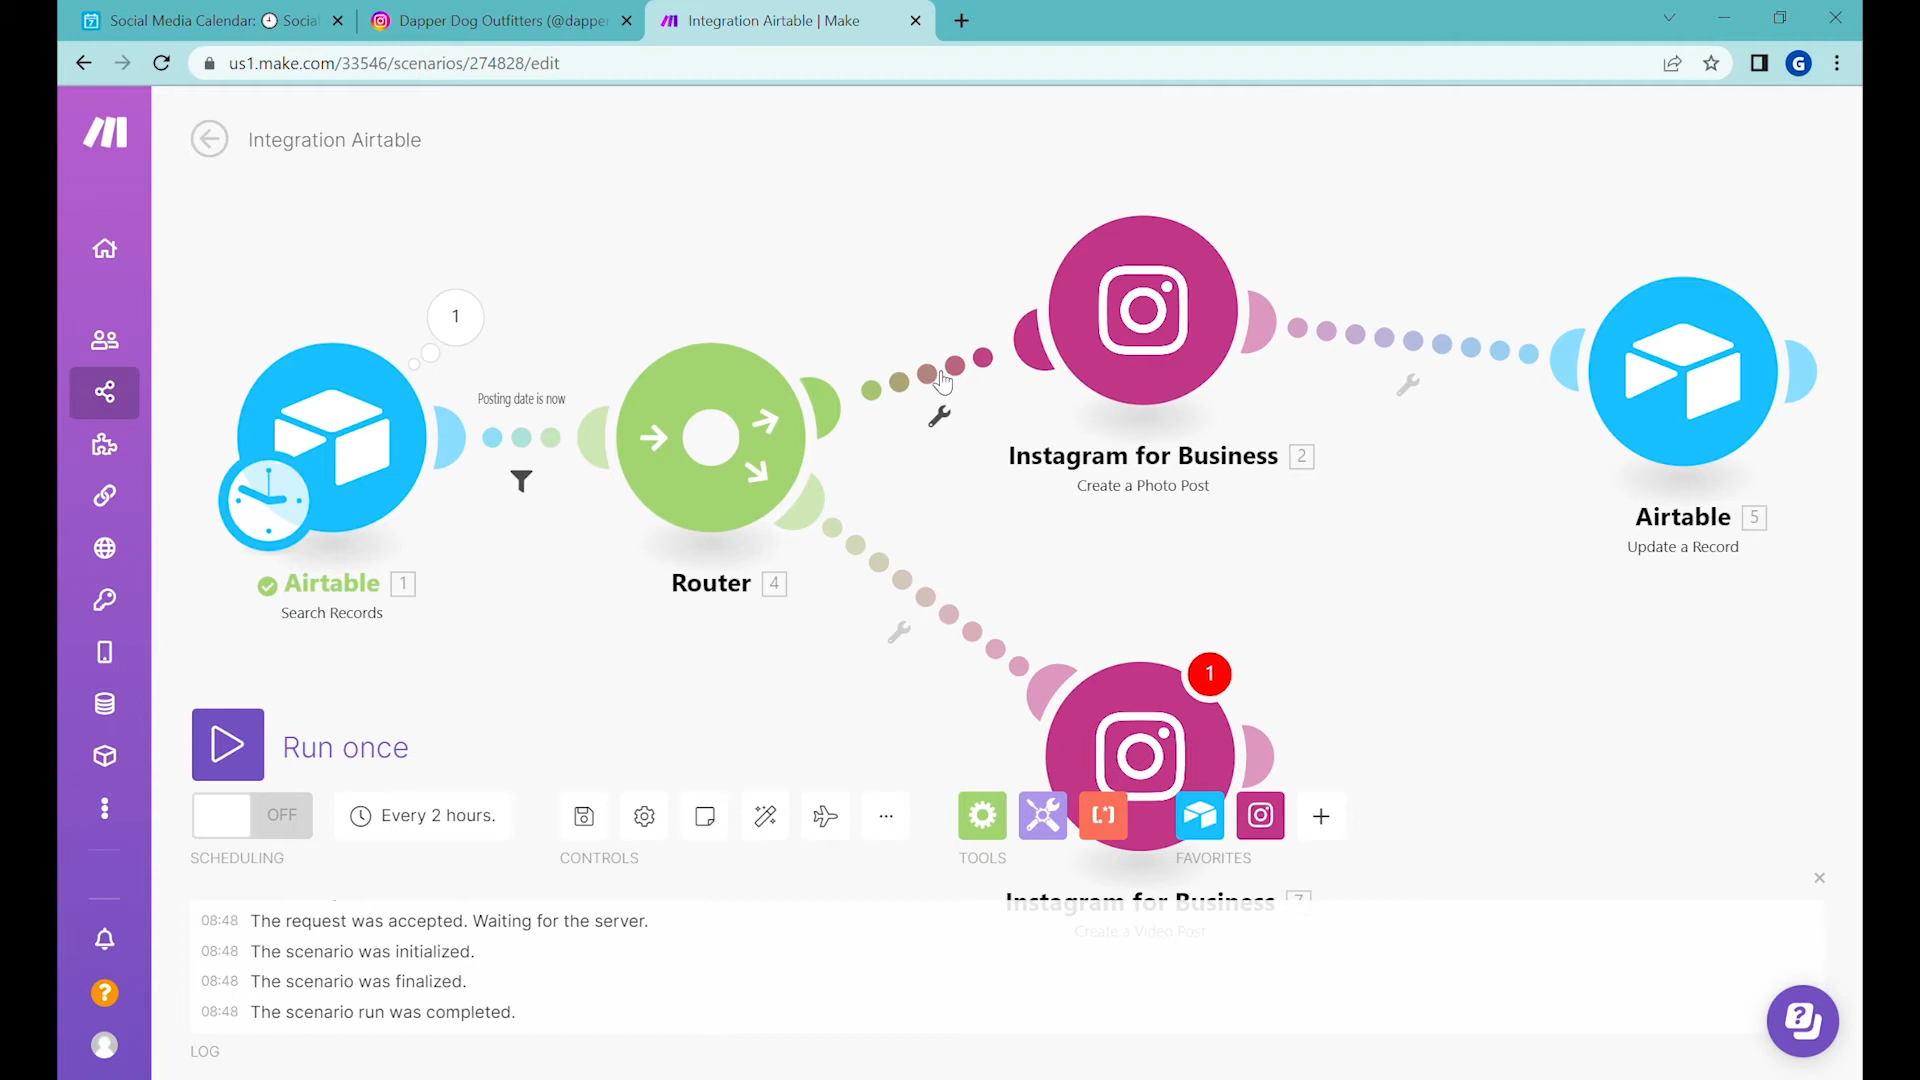 Social Media Calendar: Social
Dapper Dog Outfitters (@dapper
Integration Airtable | Make
us1.make.com/33546/scenarios/274828/edit
G
Integration Airtable
1
Posting date is now
Airtable 1
Search Records
Router 4
Instagram for Business 2
Create a Photo Post
Airtable 5
Update a Record
1
Instagram for Business 7
Create a Video Post
Run once
OFF
Every 2 hours.
SCHEDULING
CONTROLS
TOOLS
FAVORITES
08:48 The request was accepted. Waiting for the server.
08:48 The scenario was initialized.
08:48 The scenario was finalized.
08:48 The scenario run was completed.
LOG